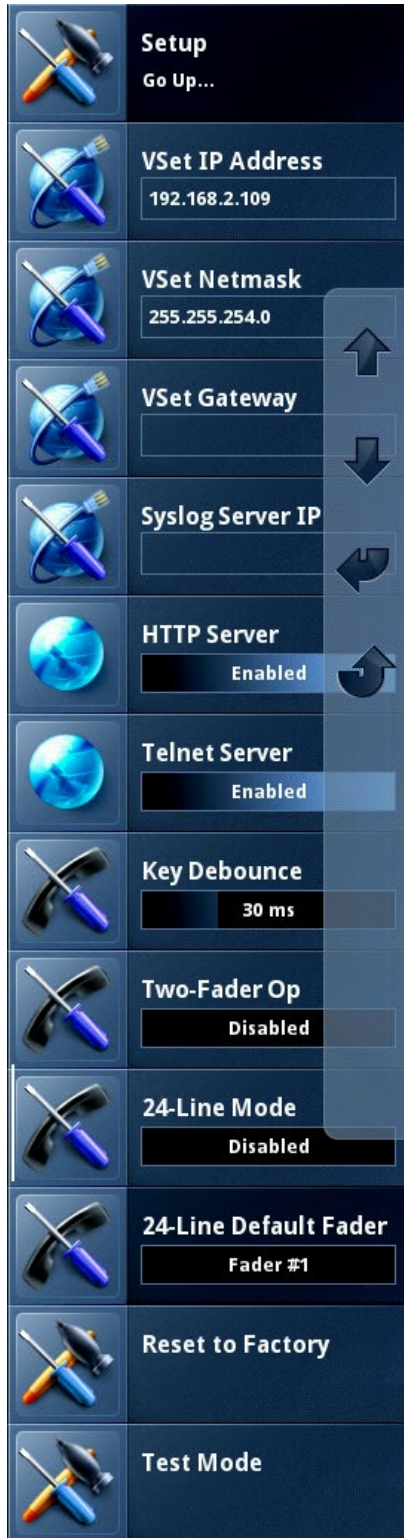 Setup
Go Up...
VSet IP Address
192.168.2.109
VSet Netmask
255.255.254.0
VSet Gateway
Syslog Server IP
HTTP Server
Enabled
Telnet Server
Enabled
Key Debounce
30 ms
Two-Fader Op
Disabled
24-Line Mode
Disabled
24-Line Default Fader
Fader #1
Reset to Factory
Test Mode